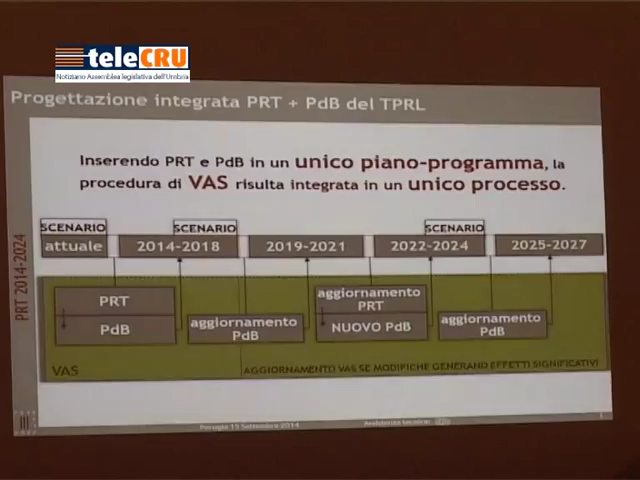 teleCRU
Notiziario Assemblea legislativa dell'Umbria
Progettazione integrata PRT + PdB del TPRL
Inserendo PRT e PdB in un unico piano-programma, la
procedura di VAS risulta integrata in un unico processo.
PRT 2014-2024
SCENARIO SCENARIO SCENARIO
attuale 2014-2018 2019-2021 2022-2024 2025-2027
PRT
PdB
aggiornamento
PdB
aggiornamento
PRT
NUOVO PdB
aggiornamento
PdB
VAS
AGGIORNAMENTO VAS SE MODIFICHE GENERANO EFFETTI SIGNIFICATIVI
Perugia 15 Settembre 2014
Assistenza tecnica: